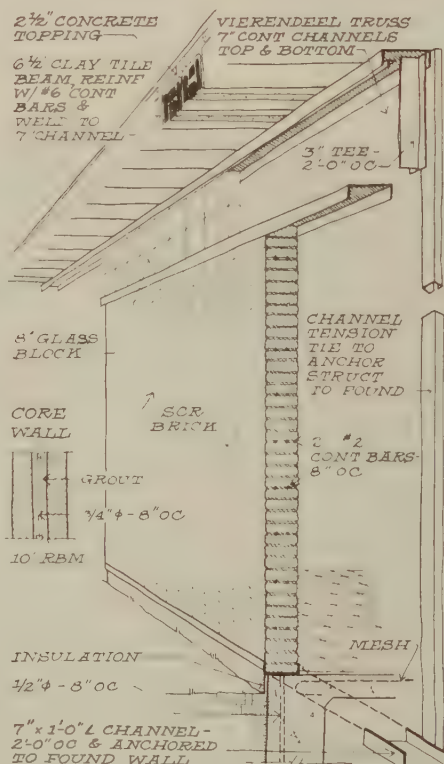 2½" CONCRETE
TOPPING
6½" CLAY TILE
BEAM, REINF
W/ #6 CONT
BARS &
WELD TO
7" CHANNEL
VIERENDEEL TRUSS
7" CONT CHANNELS
TOP & BOTTOM
3" TEE-
2'-0" OC
8" GLASS
BLOCK
SCR
BRICK
CHANNEL
TENSION
TIE TO
ANCHOR
STRUCT
TO FOUND
2 #2
CONT BARS-
8" OC
CORE
WALL
GROUT
3/4" φ - 8" OC
10" RBM
MESH
INSULATION
1/2" φ - 8" OC
7" x 1'-0" L CHANNEL-
2'-0" OC & ANCHORED
TO FOUND WALL